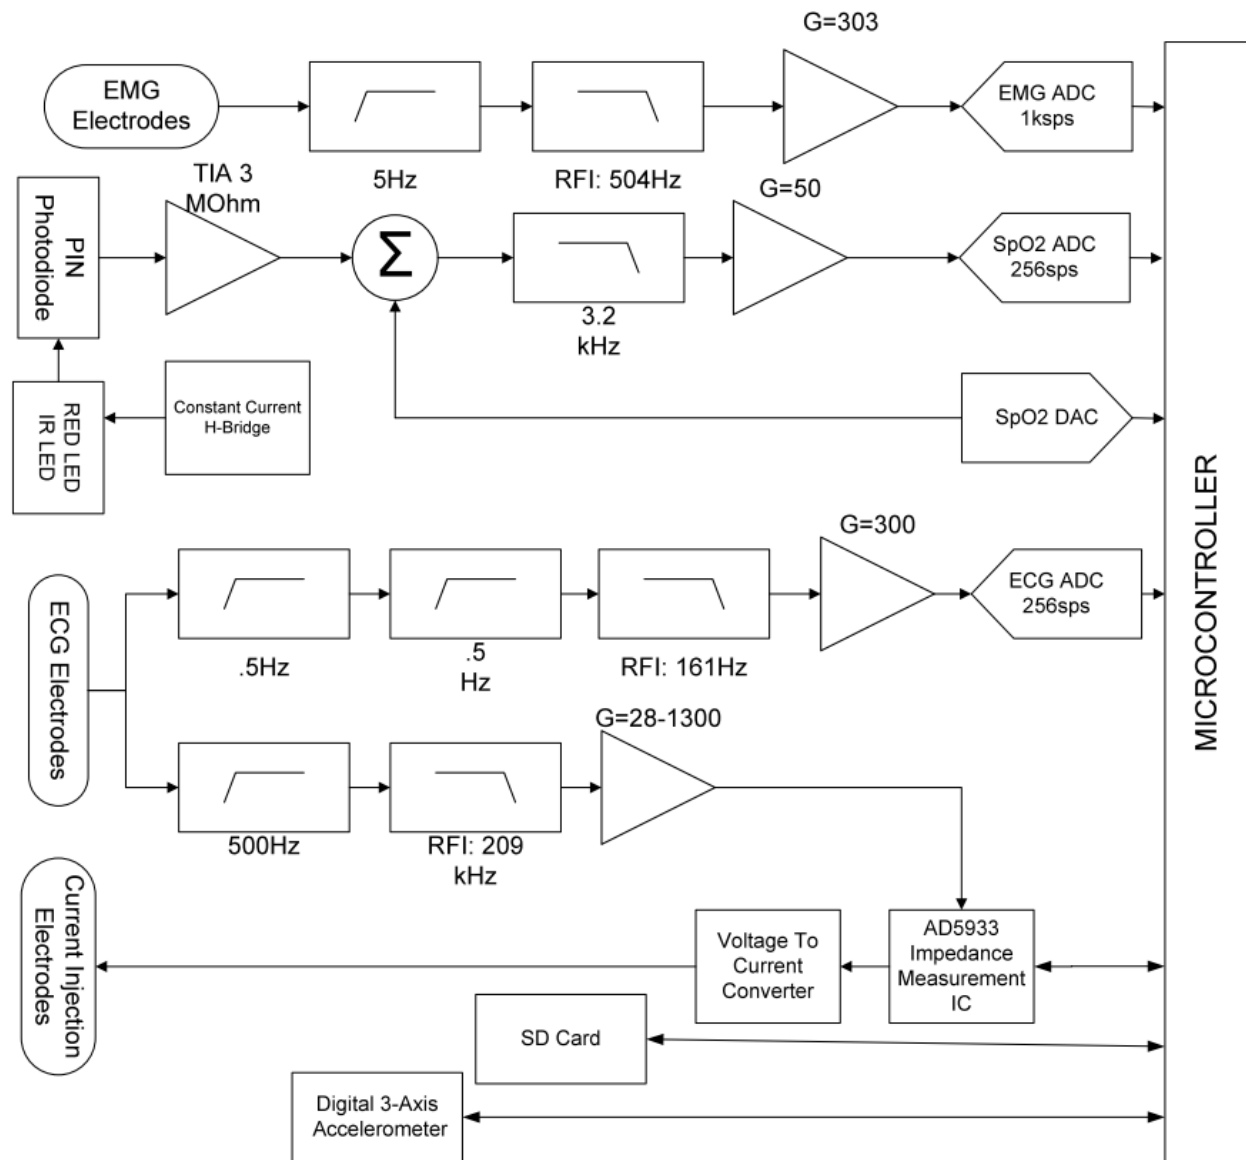 G=303
EMG
Electrodes
5Hz
RFI: 504Hz
EMG ADC
1ksps
TIA 3
MOhm
PIN
Photodiode
Σ
3.2
kHz
G=50
SpO2 ADC
256sps
RED LED
IR LED
Constant Current
H-Bridge
SpO2 DAC
MICROCONTROLLER
ECG Electrodes
.5Hz
.5
Hz
RFI: 161Hz
G=300
ECG ADC
256sps
500Hz
RFI: 209
kHz
G=28-1300
Current Injection
Electrodes
Voltage To
Current
Converter
AD5933
Impedance
Measurement
IC
SD Card
Digital 3-Axis
Accelerometer